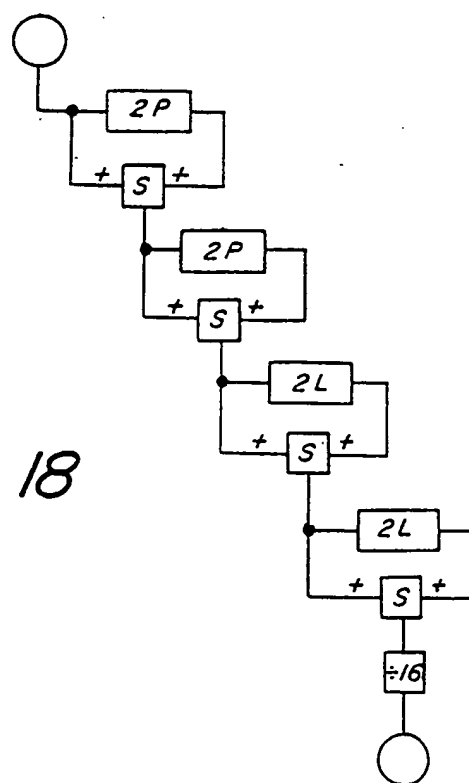 2P
+ S +
2P
+ S +
2L
+ S +
18
2L
+ S +
÷16